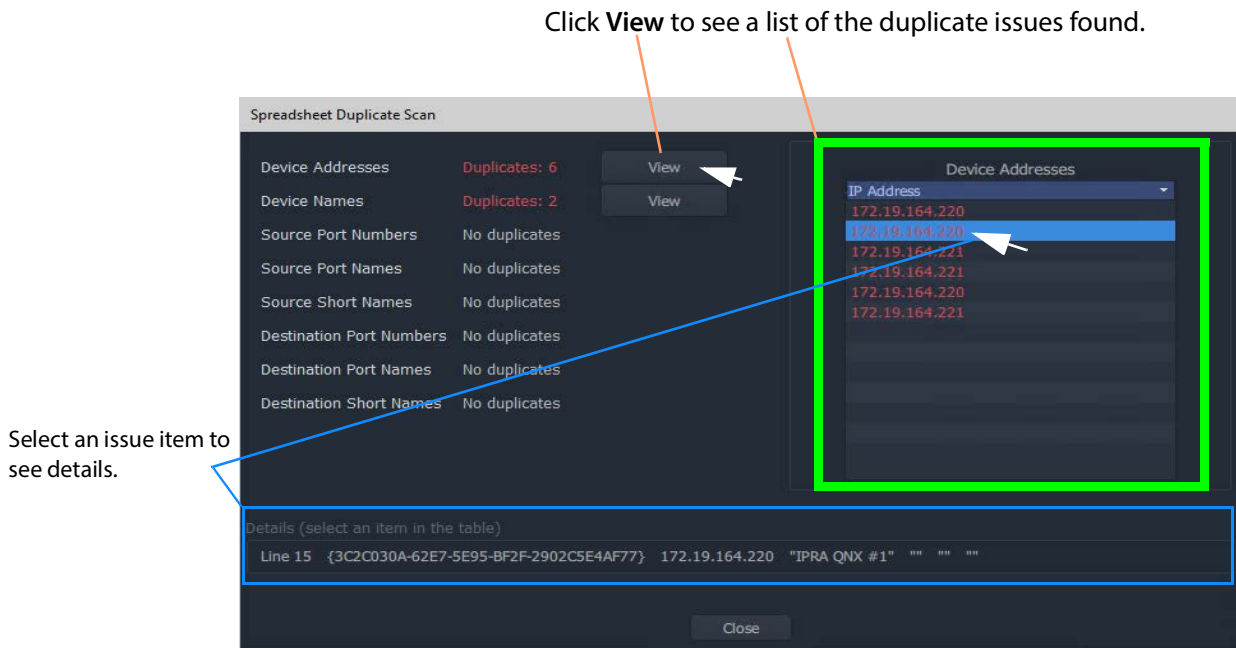 Click View to see a list of the duplicate issues found.
Spreadsheet Duplicate Scan
Device Addresses Duplicates: 6 View
Device Names Duplicates: 2 View
Source Port Numbers No duplicates
Source Port Names No duplicates
Source Short Names No duplicates
Destination Port Numbers No duplicates
Destination Port Names No duplicates
Destination Short Names No duplicates
Device Addresses
IP Address
172.19.164.220
172.19.164.220
172.19.164.221
172.19.164.221
172.19.164.220
172.19.164.221
Select an issue item to
see details.
Details (select an item in the table)
Line 15 {3C2C030A-62E7-5E95-BF2F-2902C5E4AF77} 172.19.164.220 "IPRA QNX #1" "" "" ""
Close